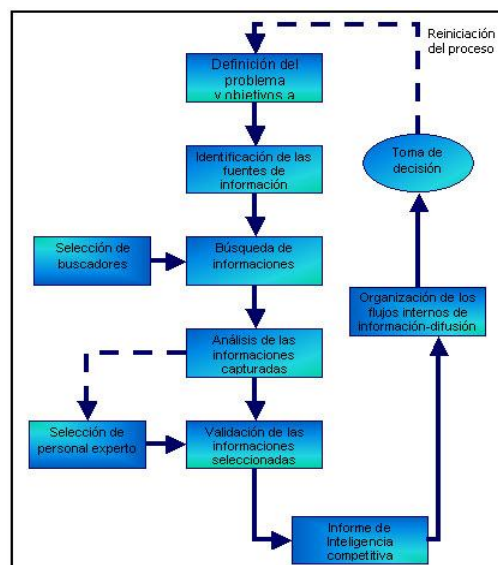 Reiniciación
del proceso
Definición del
problema
y objetivos a
Identificación de las
fuentes de
información
Toma de
decisión
Selección de
buscadores
Búsqueda de
informaciones
Organización de los
flujos internos de
información-difusión
Análisis de las
informaciones
capturadas
Selección de
personal experto
Validación de las
informaciones
seleccionadas
Informe de
Inteligencia
competitiva